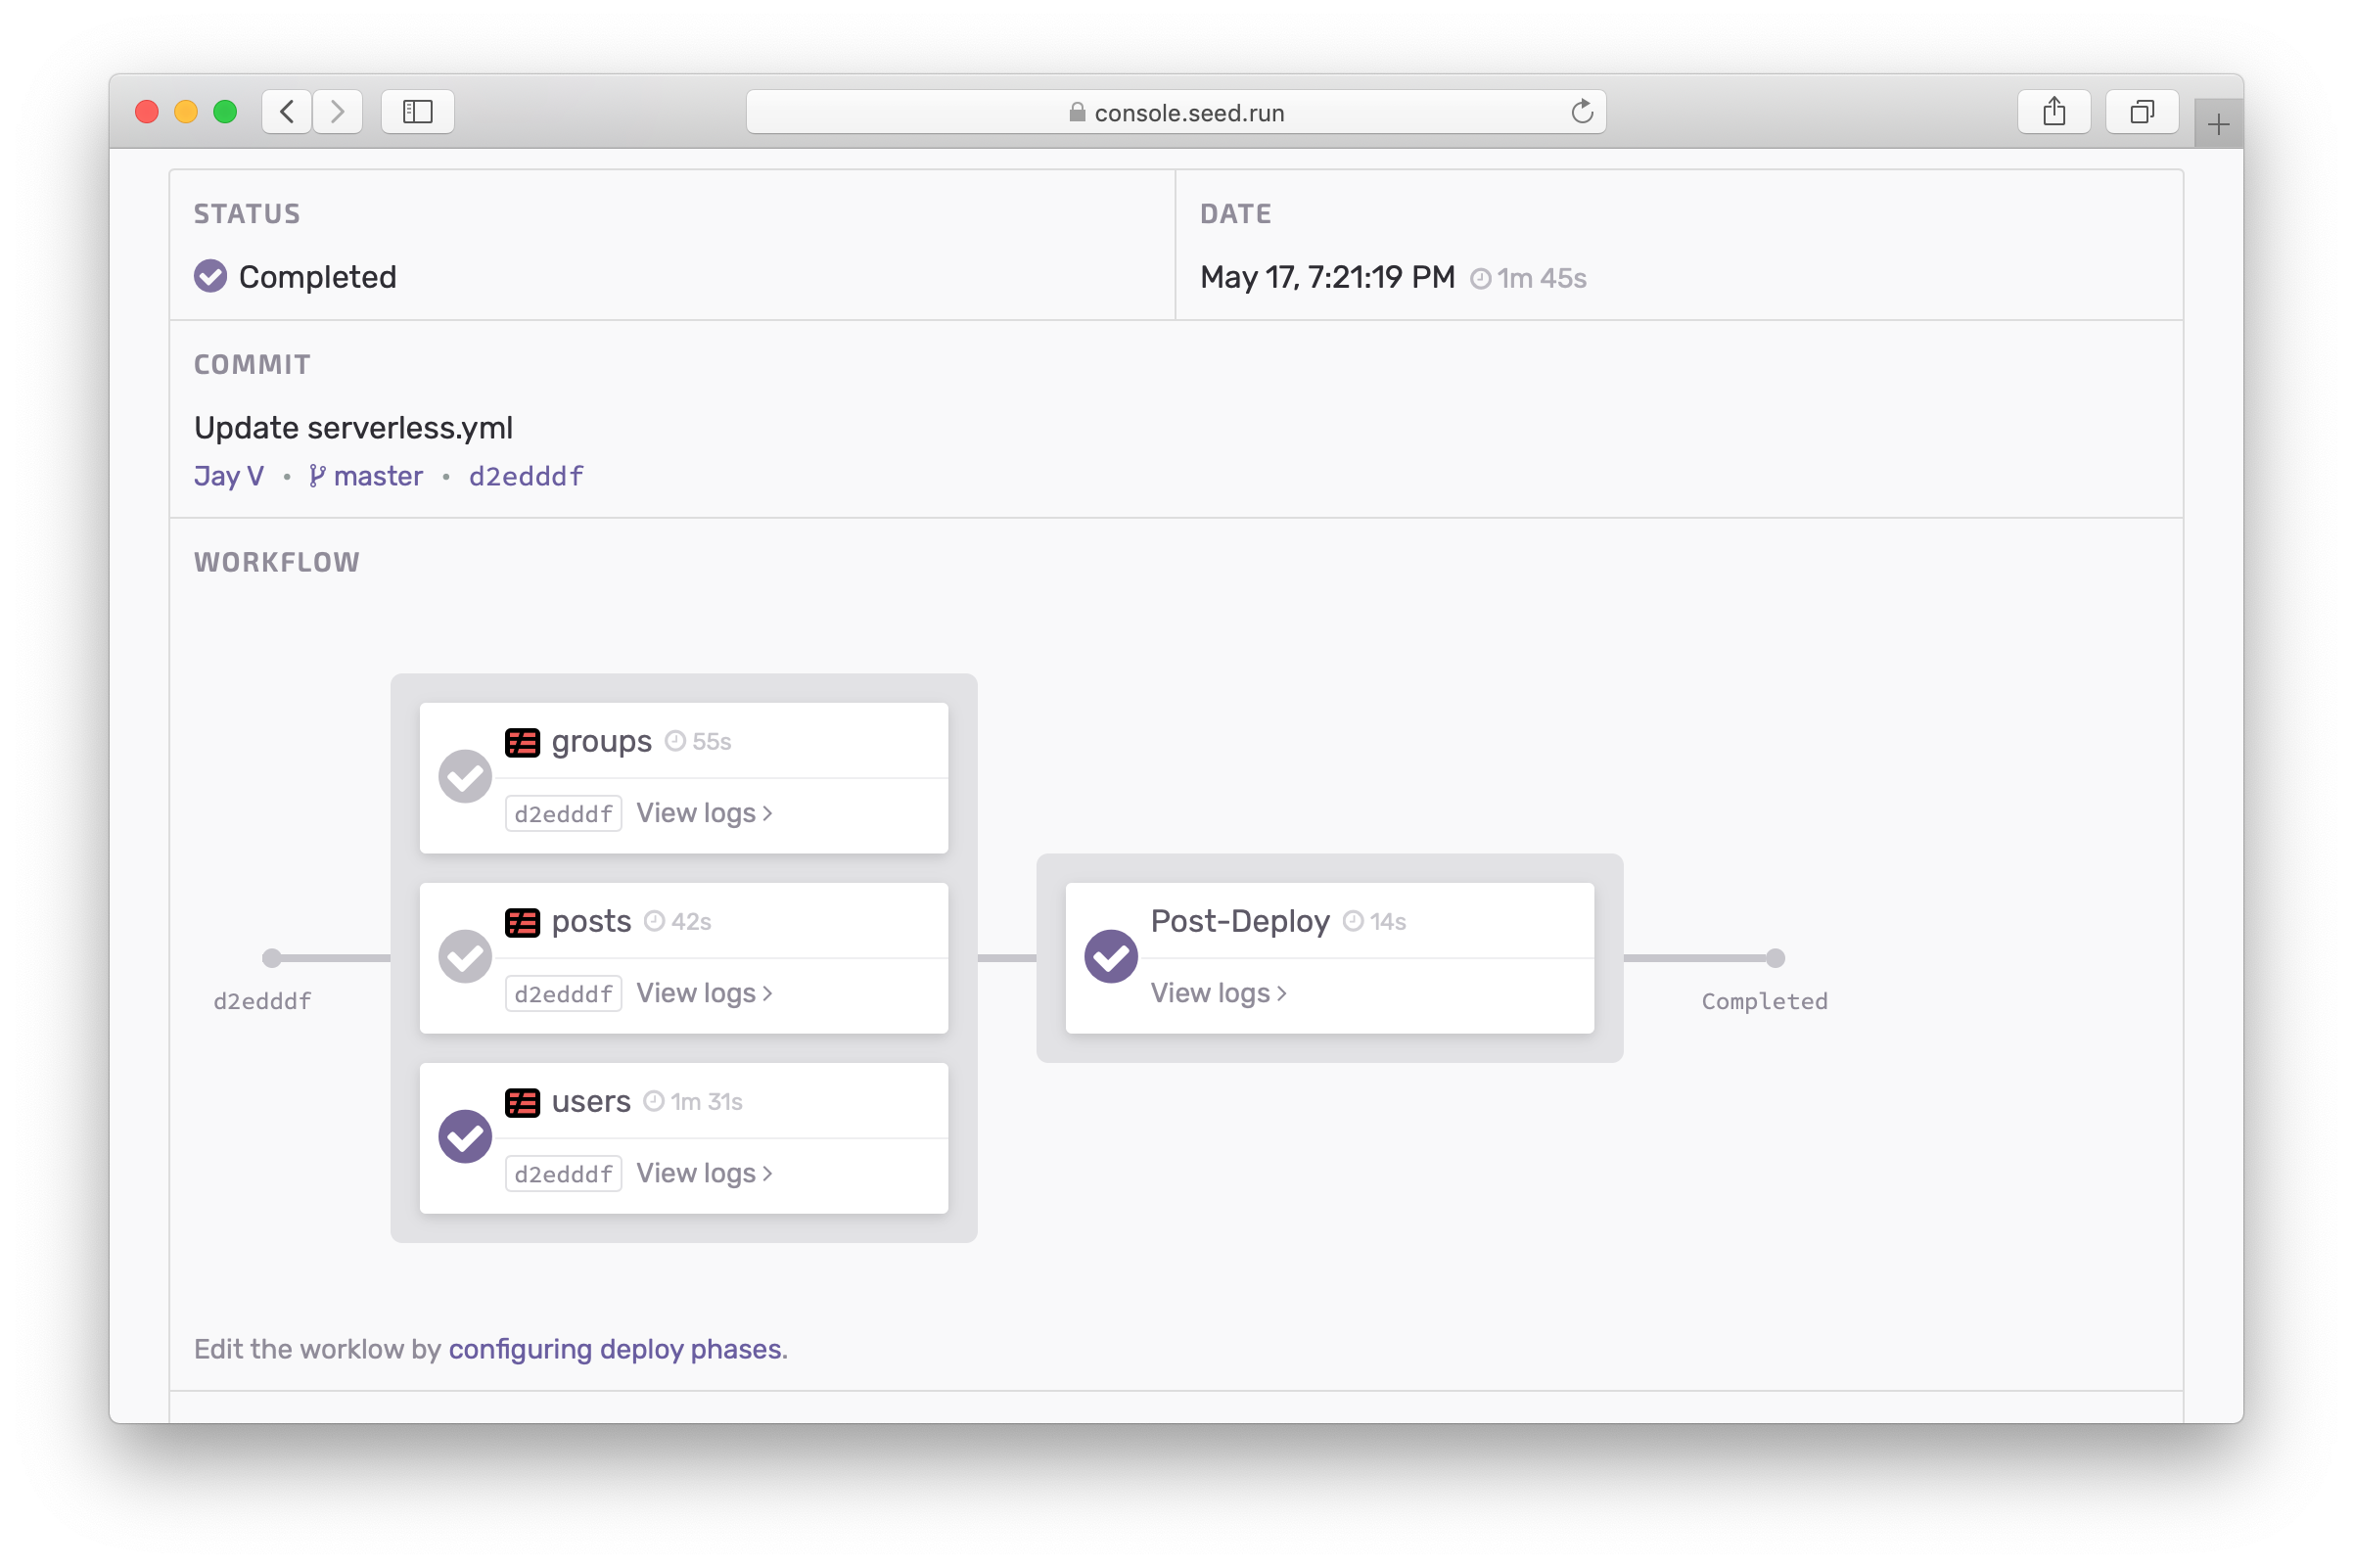 console.seed.run
STATUS
Completed
DATE
May 17, 7:21:19 PM 1m 45s
COMMIT
Update serverless.yml
Jay V • master • d2edddf
WORKFLOW
d2edddf
groups 55s
d2edddf View logs >
posts 42s
d2edddf View logs >
users 1m 31s
d2edddf View logs >
Post-Deploy 14s
View logs >
Completed
Edit the worklow by configuring deploy phases.